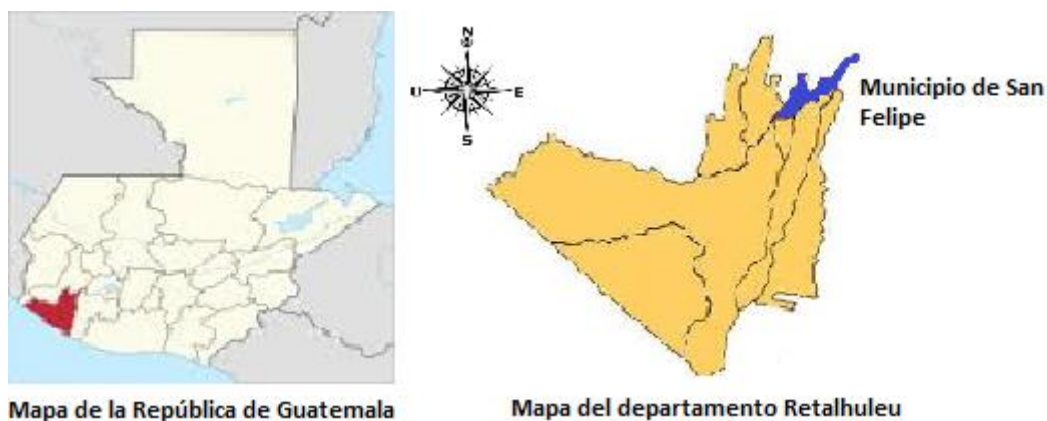 N
U
E
S
Municipio de San
Felipe
Mapa de la República de Guatemala
Mapa del departamento Retalhuleu